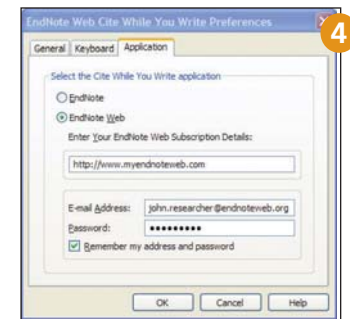 EndNote Web Cite While You Write Preferences
4
General Keyboard Application
Select the Cite While You Write application
EndNote
EndNote Web
Enter Your EndNote Web Subscription Details:
http://www.myendnoteweb.com
E-mail Address: john.researcher@endnoteweb.org
Password: •••••••••
Remember my address and password
OK Cancel Help